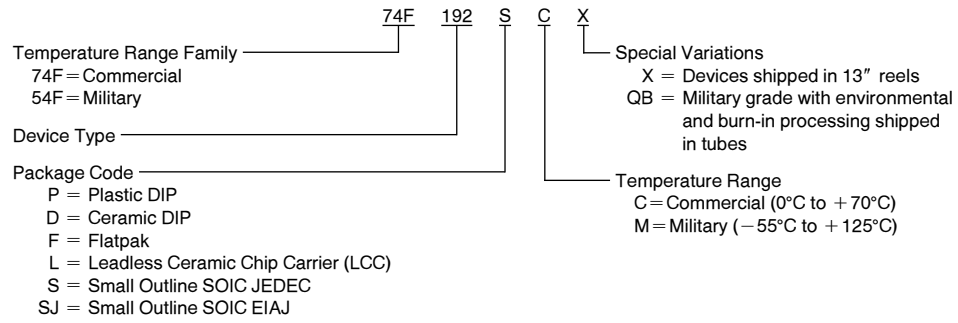 74F 192 S C X
Temperature Range Family
74F = Commercial
54F = Military
Device Type
Package Code
P = Plastic DIP
D = Ceramic DIP
F = Flatpak
L = Leadless Ceramic Chip Carrier (LCC)
S = Small Outline SOIC JEDEC
SJ = Small Outline SOIC EIAJ
Special Variations
X = Devices shipped in 13″ reels
QB = Military grade with environmental
and burn-in processing shipped
in tubes
Temperature Range
C = Commercial (0°C to +70°C)
M = Military (−55°C to +125°C)